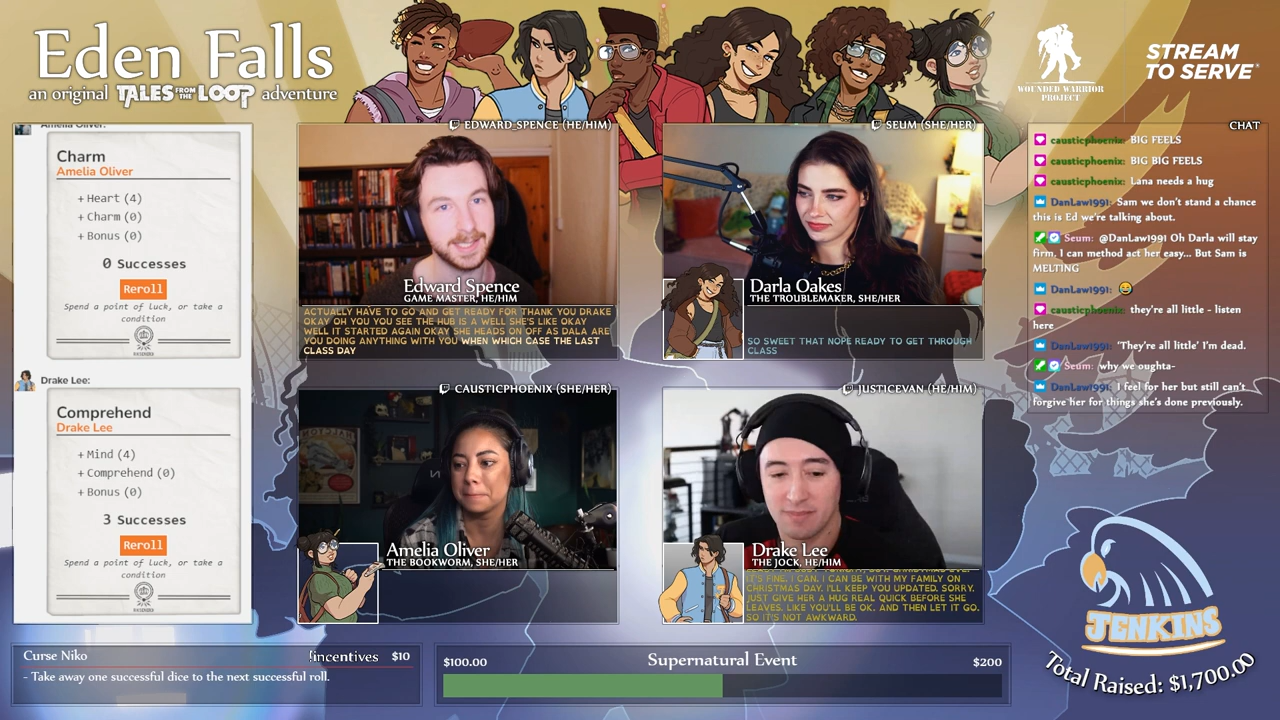 Eden Falls
an original TALES FROM THE LOOP adventure
WOUNDED WARRIOR
PROJECT
STREAM
TO SERVE
Amelia Oliver:
Charm
Amelia Oliver
+ Heart (4)
+ Charm (0)
+ Bonus (0)
0 Successes
Reroll
Spend a point of luck, or take a
condition
Drake Lee:
Comprehend
Drake Lee
+ Mind (4)
+ Comprehend (0)
+ Bonus (0)
3 Successes
Reroll
Spend a point of luck, or take a
condition
EDWARD_SPENCE (HE/HIM)
Edward Spence
GAME MASTER, HE/HIM
ACTUALLY HAVE TO GO AND GET READY FOR THANK YOU DRAKE
OKAY OH YOU YOU SEE THE HUB IS A WELL SHE'S LIKE OKAY
WELL IT STARTED AGAIN OKAY SHE HEADS ON OFF AS DALA ARE
YOU DOING ANYTHING WITH YOU WHEN WHICH CASE THE LAST
CLASS DAY
SEUM (SHE/HER)
Darla Oakes
THE TROUBLEMAKER, SHE/HER
SO SWEET THAT NOPE READY TO GET THROUGH
CLASS
CAUSTICPHOENIX (SHE/HER)
Amelia Oliver
THE BOOKWORM, SHE/HER
JUSTICEVAN (HE/HIM)
Drake Lee
THE JOCK, HE/HIM
IT'S FINE. I CAN. I CAN BE WITH MY FAMILY ON
CHRISTMAS DAY. I'LL KEEP YOU UPDATED. SORRY.
JUST GIVE HER A HUG REAL QUICK BEFORE SHE
LEAVES. LIKE YOU'LL BE OK. AND THEN LET IT GO.
SO IT'S NOT AWKWARD.
CHAT
causticphoenix: BIG FEELS
causticphoenix: BIG BIG FEELS
causticphoenix: Lana needs a hug
DanLaw1991: Sam we don't stand a chance
this is Ed we're talking about.
Seum: @DanLaw1991 Oh Darla will stay
firm. I can method act her easy... But Sam is
MELTING
DanLaw1991: 😂
causticphoenix: they're all little - listen
here
DanLaw1991: 'They're all little' I'm dead.
Seum: why we oughta-
DanLaw1991: I feel for her but still can't
forgive her for things she's done previously.
JENKINS
Total Raised: $1,700.00
Curse Niko
!incentives $10
- Take away one successful dice to the next successful roll.
$100.00
Supernatural Event
$200